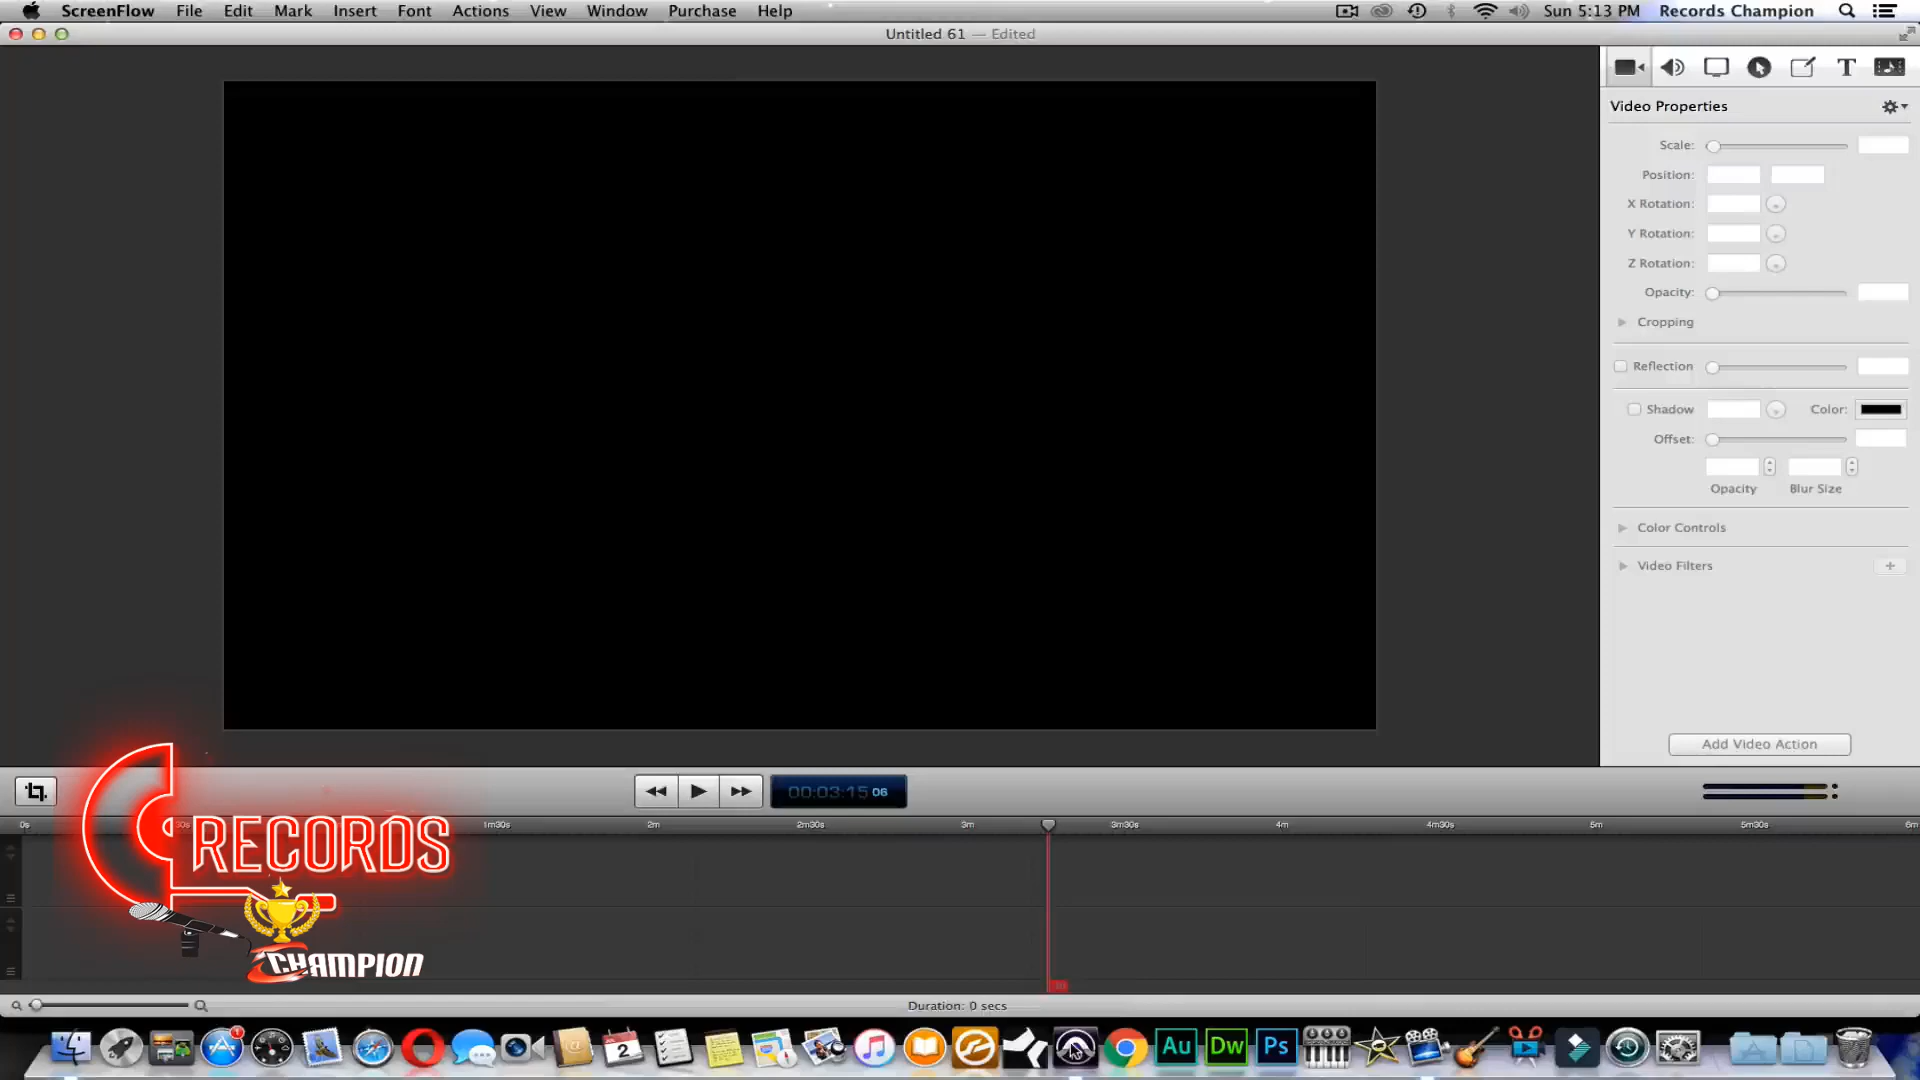 ScreenFlow File Edit Mark Insert Font Actions View Window Purchase Help Sun 5:13 PM Records Champion
Untitled 61 — Edited
T
Video Properties
Scale:
Position:
X Rotation:
Y Rotation:
Z Rotation:
Opacity:
Cropping
Reflection
Shadow Color:
Offset:
Opacity Blur Size
Color Controls
Video Filters +
Add Video Action
00:03:15 06
0s 30s 1m30s 2m 2m30s 3m 3m30s 4m 4m30s 5m 5m30s 6m
RECORDS
CHAMPION
Duration: 0 secs
2 Au Dw Ps